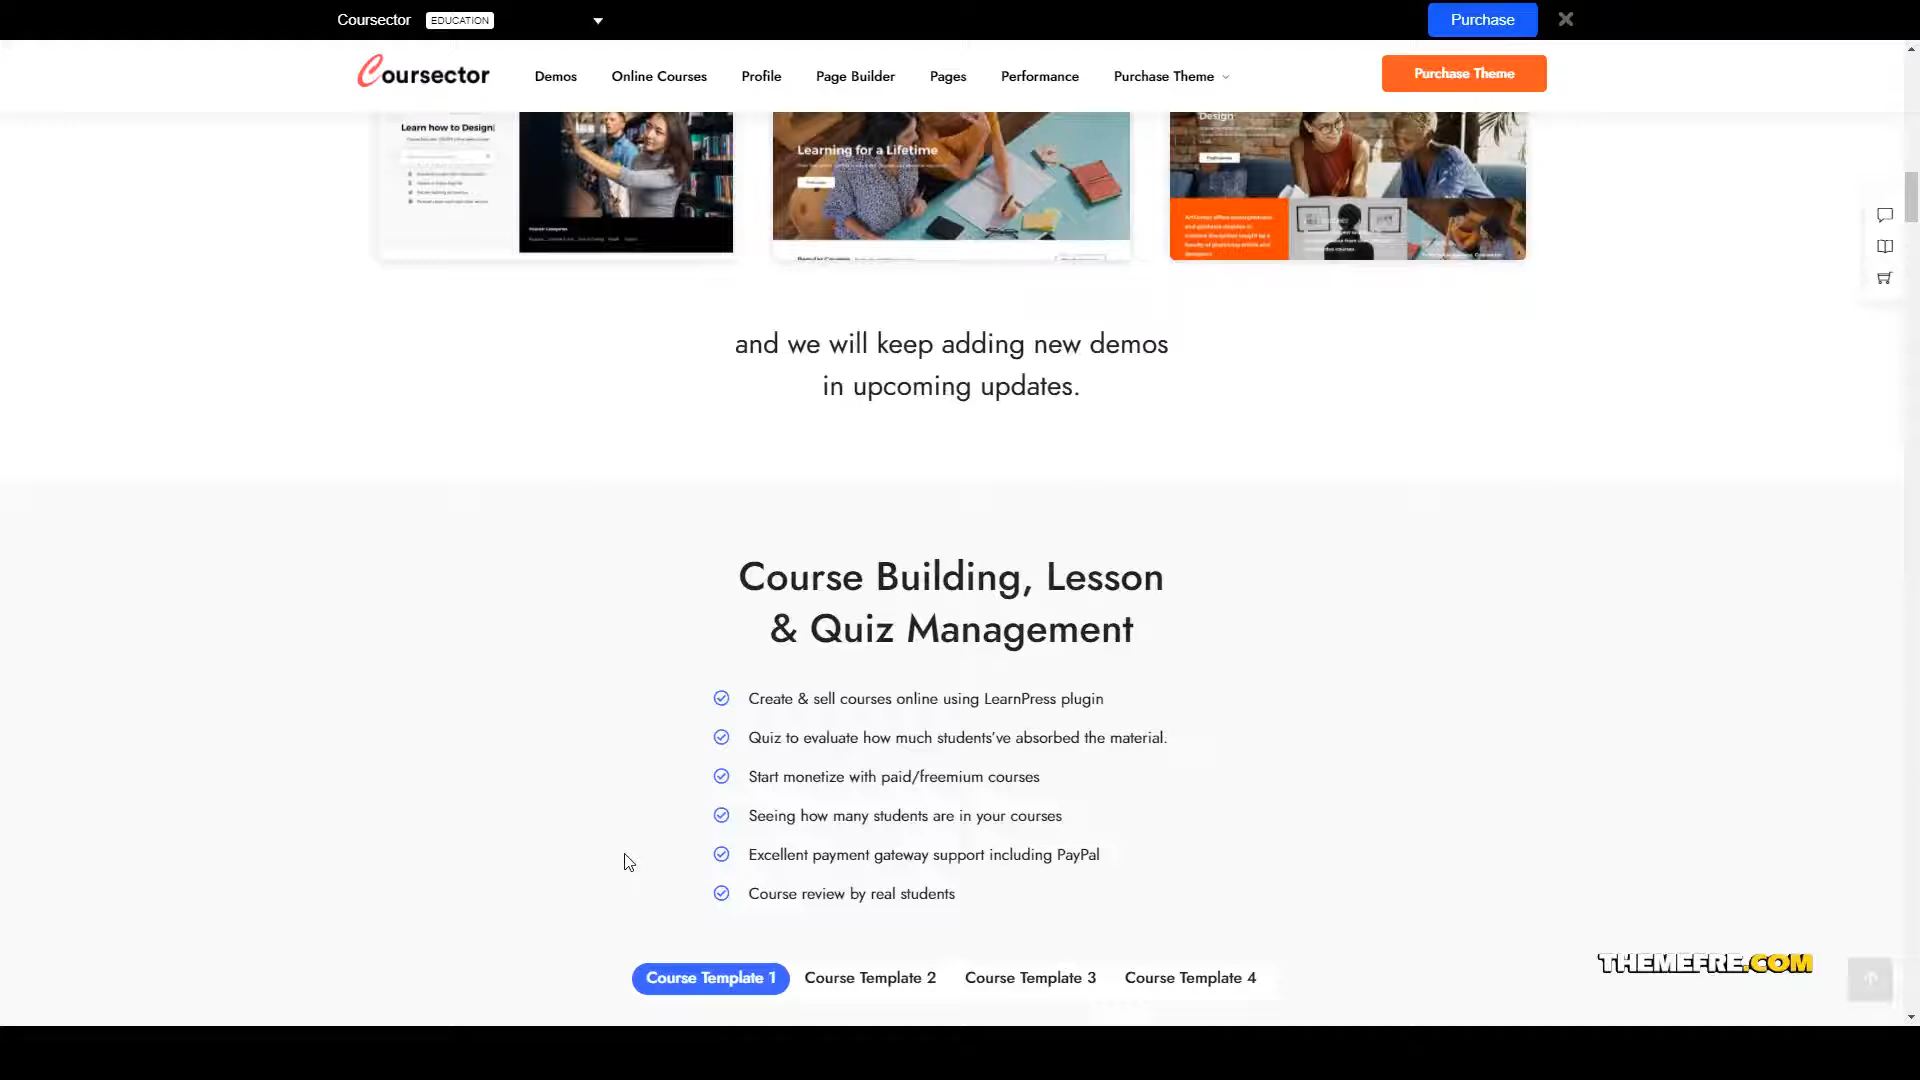 Coursector EDUCATION Purchase
Coursector Demos Online Courses Profile Page Builder Pages Performance Purchase Theme Purchase Theme
Learn how to Design
Learning for a Lifetime
Design
and we will keep adding new demos
in upcoming updates.
Course Building, Lesson
& Quiz Management
Create & sell courses online using LearnPress plugin
Quiz to evaluate how much students've absorbed the material.
Start monetize with paid/freemium courses
Seeing how many students are in your courses
Excellent payment gateway support including PayPal
Course review by real students
THEMEFRE.COM
Course Template 1 Course Template 2 Course Template 3 Course Template 4